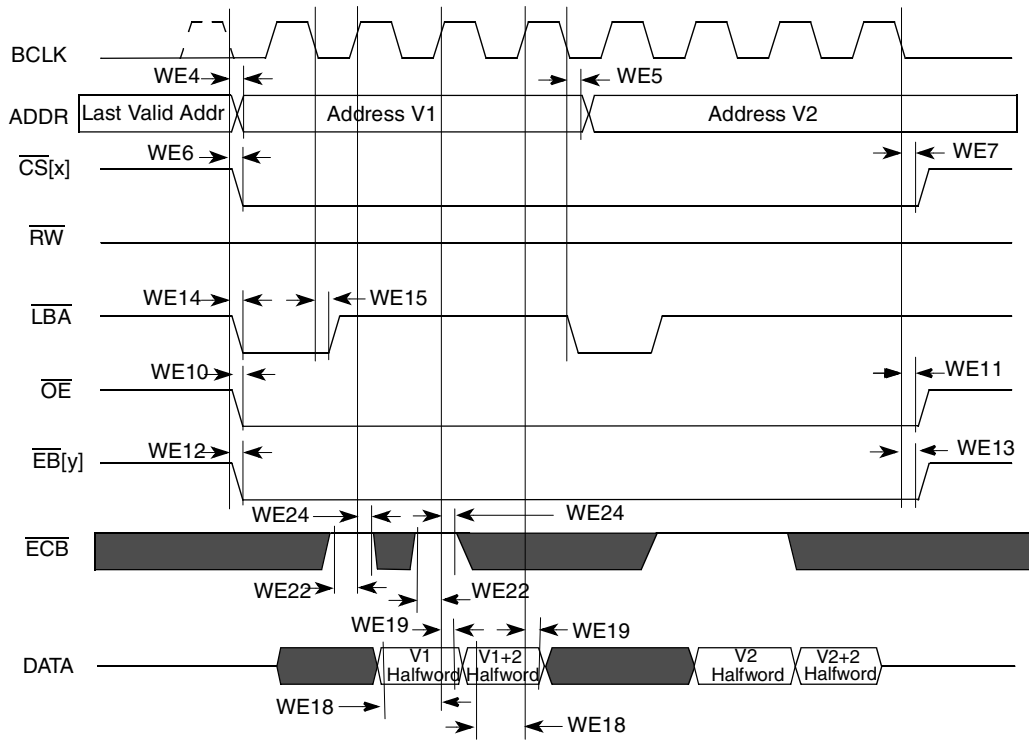 BCLK
WE4
WE5
ADDR
Last Valid Addr
Address V1
Address V2
WE6
WE7
CS[x]
RW
WE14
WE15
LBA
WE10
WE11
OE
WE12
WE13
EB[y]
WE24
WE24
ECB
WE22
WE22
WE19
WE19
DATA
V1
Halfword
V1+2
Halfword
V2
Halfword
V2+2
Halfword
WE18
WE18